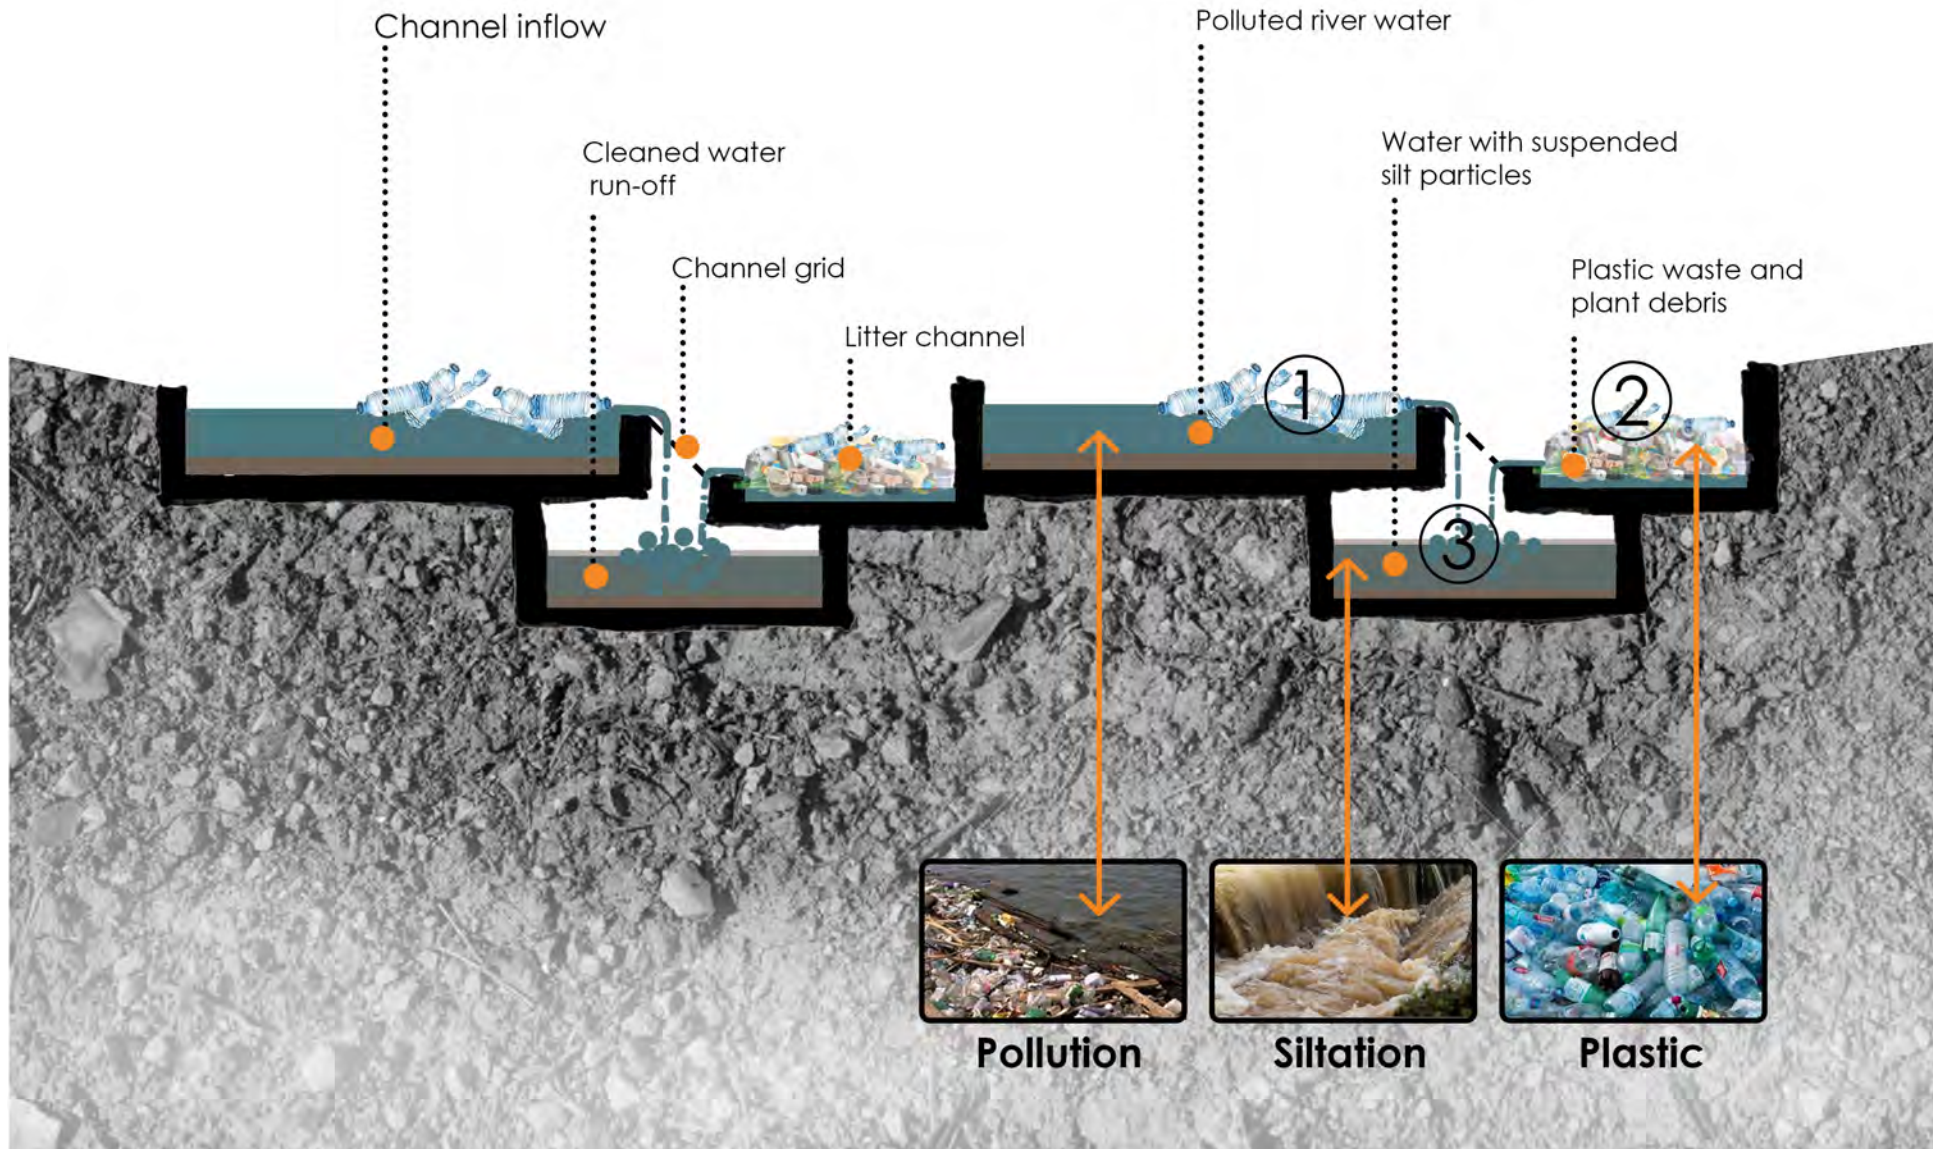 Channel inflow
Polluted river water
Cleaned water
run-off
Water with suspended
silt particles
Channel grid
Plastic waste and
plant debris
Litter channel
1
2
3
Pollution
Siltation
Plastic